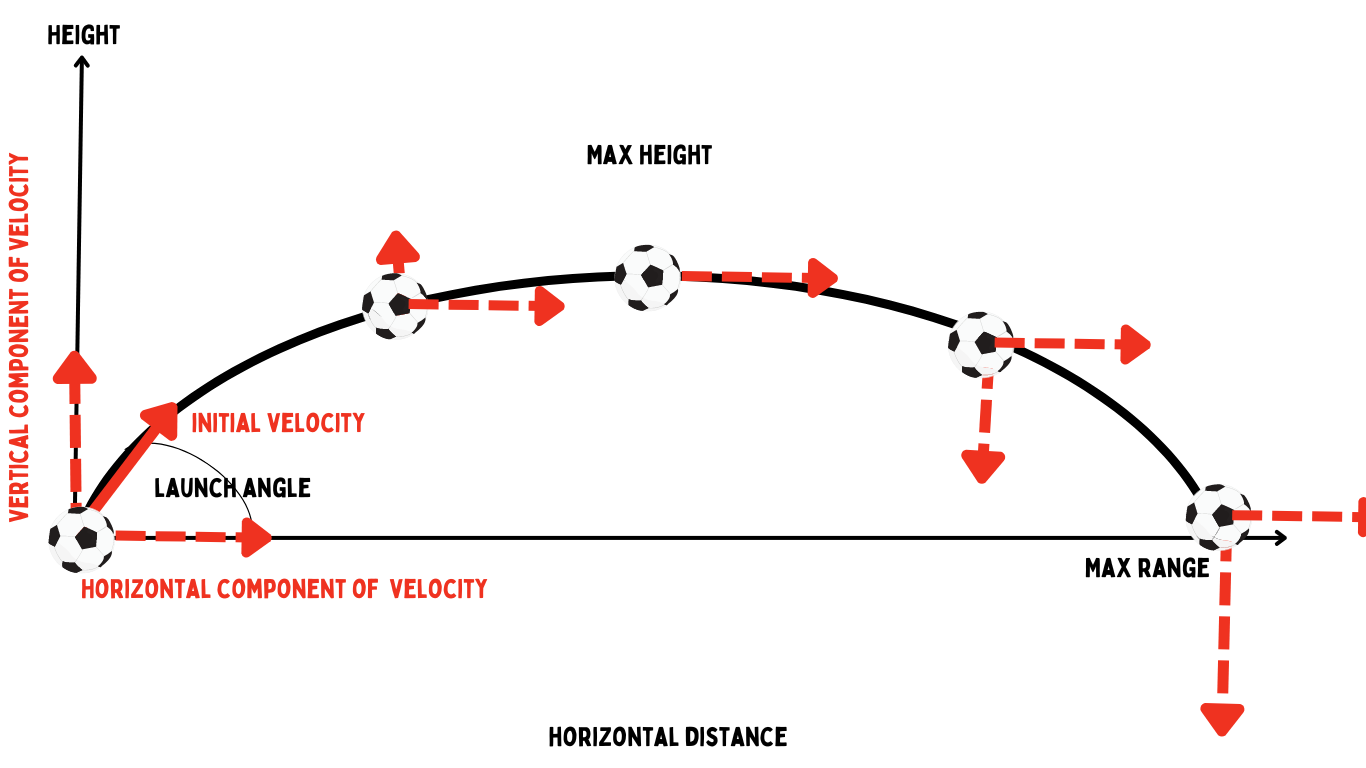 HEIGHT
MAX HEIGHT
VERTICAL COMPONENT OF VELOCITY
INITIAL VELOCITY
LAUNCH ANGLE
MAX RANGE
HORIZONTAL COMPONENT OF VELOCITY
HORIZONTAL DISTANCE